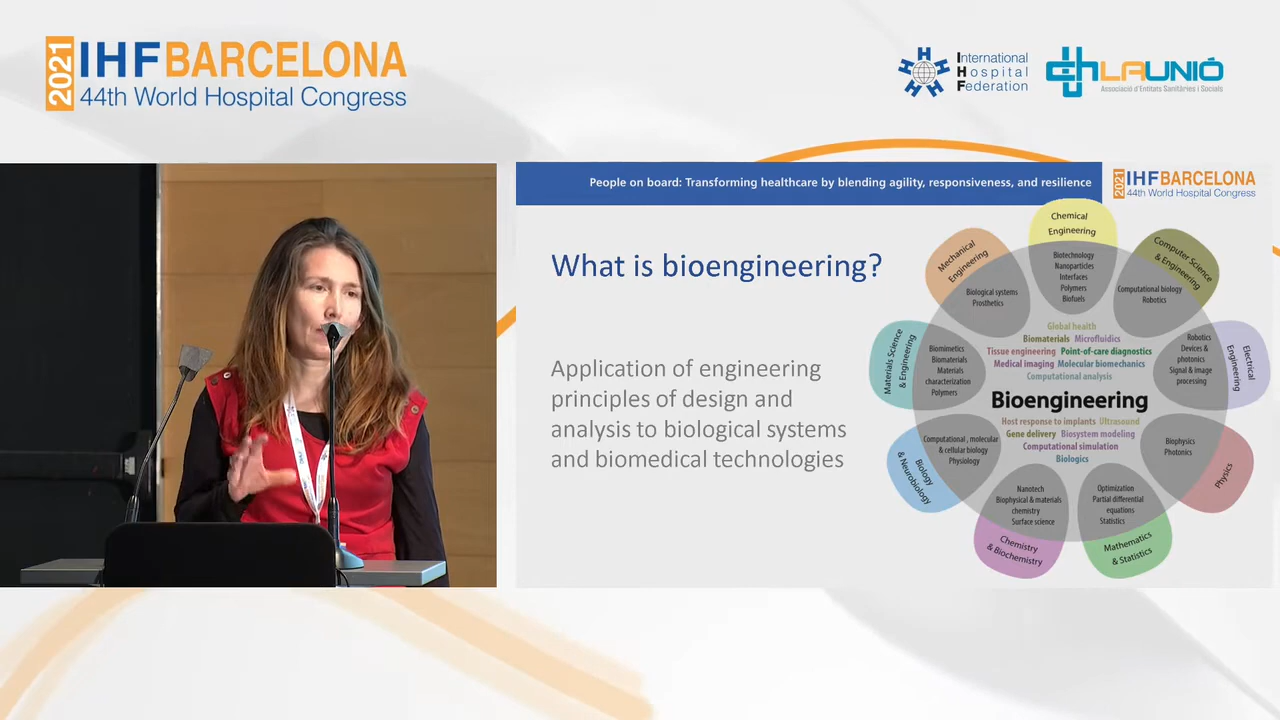 2021
IHF BARCELONA
44th World Hospital Congress
International
Hospital
Federation
LAUNIÓ
Associació d'Entitats Sanitàries i Socials
People on board: Transforming healthcare by blending agility, responsiveness, and resilience
2021
IHF BARCELONA
44th World Hospital Congress
What is bioengineering?
Application of engineering
principles of design and
analysis to biological systems
and biomedical technologies
Chemical
Engineering
Biotechnology
Nanoparticles
Interfaces
Polymers
Biofuels
Computer Science
& Engineering
Computational biology
Robotics
Electrical
Engineering
Robotics
Devices &
photonics
Signal & image
processing
Physics
Biophysics
Photonics
Mathematics
& Statistics
Optimization
Partial differential
equations
Statistics
Chemistry
& Biochemistry
Nanotech
Biophysical & materials
chemistry
Surface science
Biology
& Neurobiology
Computational, molecular
& cellular biology
Physiology
Materials Science
& Engineering
Biomimetics
Biomaterials
Materials
characterization
Polymers
Mechanical
Engineering
Biological systems
Prosthetics
Global health
Biomaterials Microfluidics
Tissue engineering Point-of-care diagnostics
Medical imaging Molecular biomechanics
Computational analysis
Bioengineering
Host response to implants Ultrasound
Gene delivery Biosystem modeling
Computational simulation
Biologics